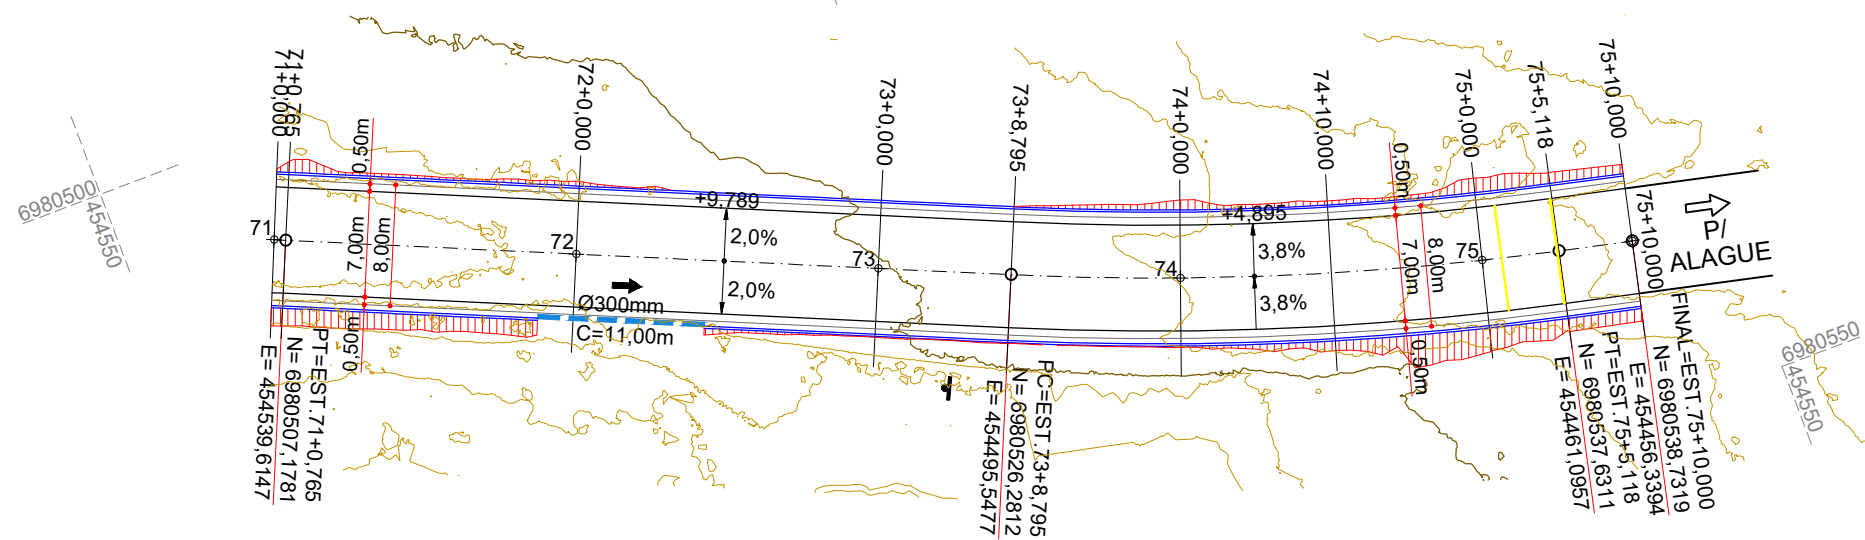 71+0,000
71+0,765
72+0,000
73+0,000
73+8,795
74+0,000
74+10,000
75+0,000
75+5,118
75+10,000
0,50m
0,50m
6980500
454550
71
72
73
74
75
7,00m
8,00m
+9,789
2,0%
2,0%
+4,895
3,8%
3,8%
7,00m
8,00m
75+10,000
P/
ALAGUE
Ø300mm
C=11,00m
0,50m
0,50m
PT=EST.71+0,765
N= 6980507,1781
E= 454539,6147
PC=EST.73+8,795
N= 6980526,2812
E= 454495,5477
PT=EST.75+5,118
N= 6980537,6311
E= 454461,0957
FINAL=EST.75+10,000
N= 6980538,7319
E= 454456,3394
6980550
454550